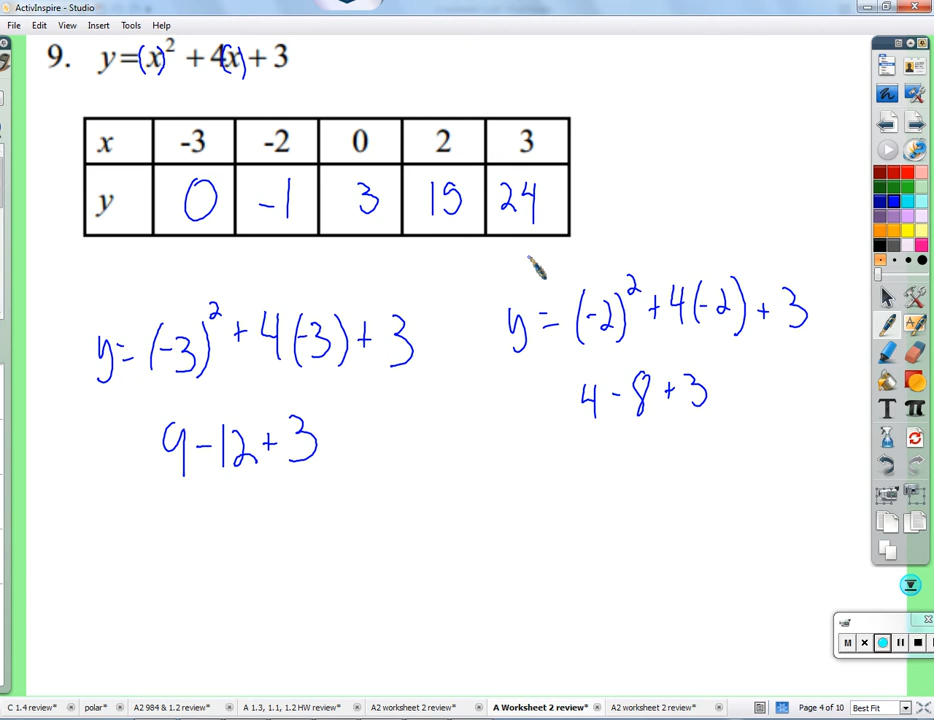 ActivInspire - Studio
File Edit View Insert Tools Help
9. y=(x)² + 4(x) + 3
x -3 -2 0 2 3
y 0 -1 3 15 24
y = (-3)² + 4(-3) + 3
y = (-2)² + 4(-2) + 3
4 - 8 + 3
9 - 12 + 3
M
C 1.4 review* polar* A2 984 & 1.2 review* A 1.3, 1.1, 1.2 HW review* A2 worksheet 2 review* A Worksheet 2 review* A2 worksheet 2 review* Page 4 of 10 Best Fit